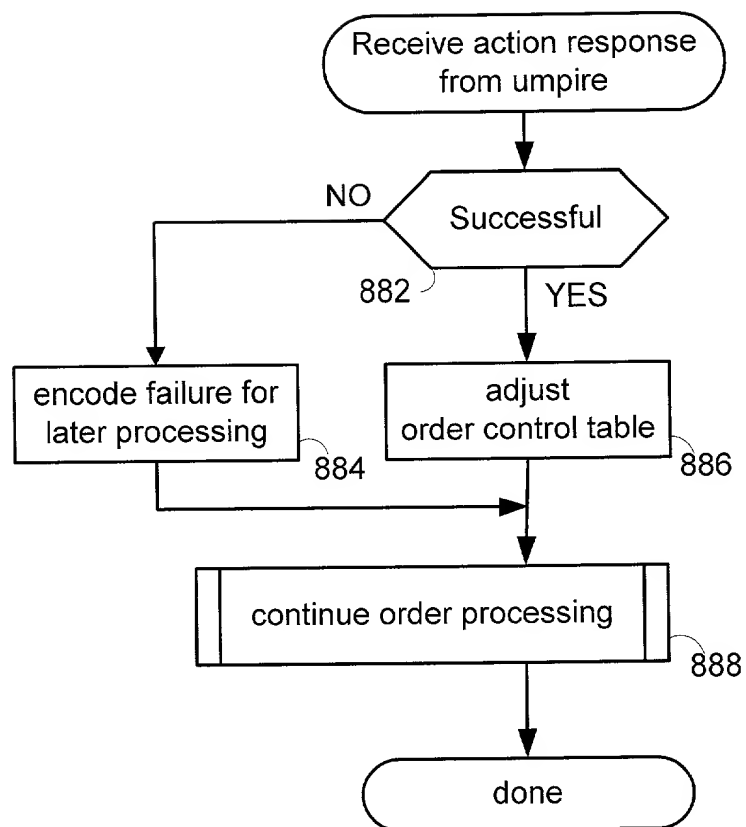 Receive action response
from umpire
NO
Successful
882
YES
encode failure for
later processing
884
adjust
order control table
886
continue order processing
888
done